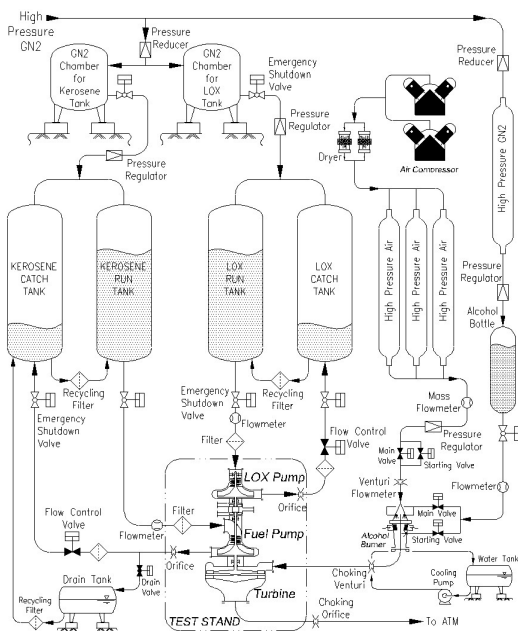 High
Pressure
GN2
Pressure
Reducer
GN2
Chamber
for
Kerosene
Tank
GN2
Chamber
for
LOX
Tank
Emergency
Shutdown
Valve
Pressure
Reducer
Pressure
Regulator
Pressure
Regulator
Dryer
Air Compressor
High Pressure GN2
KEROSENE
CATCH
TANK
KEROSENE
RUN
TANK
LOX
RUN
TANK
LOX
CATCH
TANK
High Pressure Air
High Pressure Air
High Pressure Air
Pressure
Regulator
Alcohol
Bottle
Recycling
Filter
Recycling
Filter
Emergency
Shutdown
Valve
Emergency
Shutdown
Valve
Flowmeter
Filter
Flow Control
Valve
Mass
Flowmeter
Pressure
Regulator
Main
Valve
Starting Valve
LOX Pump
Orifice
Venturi
Flowmeter
Flowmeter
Main Valve
Flow Control
Valve
Filter
Flowmeter
Fuel Pump
Alcohol
Burner
Starting Valve
Orifice
Drain
Valve
Drain Tank
Recycling
Filter
Choking
Venturi
Cooling
Pump
Water Tank
Turbine
Choking
Orifice
TEST STAND
To ATM